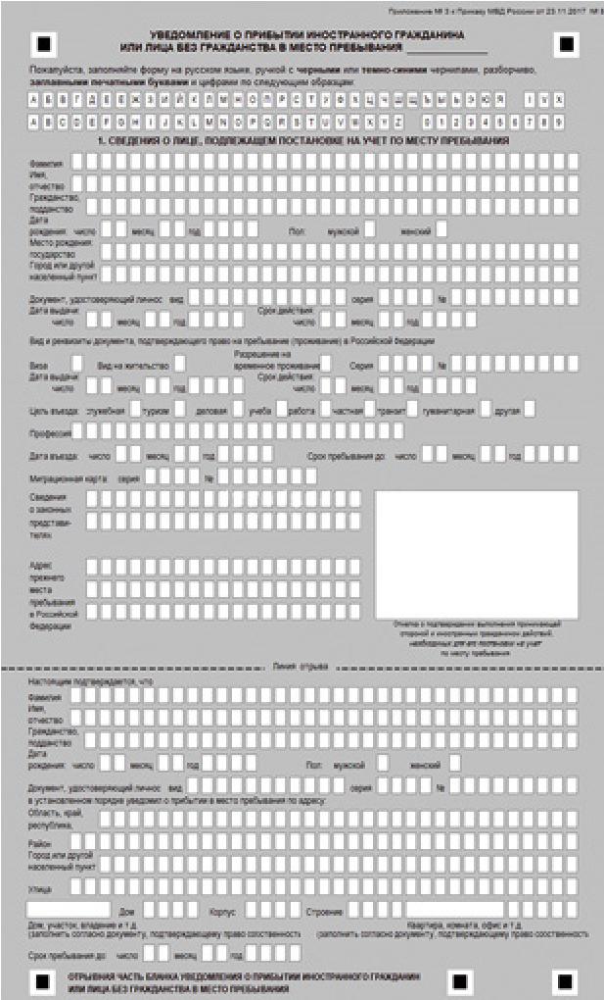 Приложение № 3 к Приказу МВД России от 23.11.2017 № 8
УВЕДОМЛЕНИЕ О ПРИБЫТИИ ИНОСТРАННОГО ГРАЖДАНИНА
ИЛИ ЛИЦА БЕЗ ГРАЖДАНСТВА В МЕСТО ПРЕБЫВАНИЯ
Пожалуйста, заполняйте форму на русском языке, ручкой с черными или темно-синими чернилами, разборчиво,
заглавными печатными буквами и цифрами по следующим образцам:
А Б В Г Д Е Ё Ж З И Й К Л М Н О П Р С Т У Ф Х Ц Ч Ш Щ Ъ Ы Ь Э Ю Я I V X
A B C D E F G H I J K L M N O P Q R S T U V W X Y Z 0 1 2 3 4 5 6 7 8 9
1. СВЕДЕНИЯ О ЛИЦЕ, ПОДЛЕЖАЩЕМ ПОСТАНОВКЕ НА УЧЕТ ПО МЕСТУ ПРЕБЫВАНИЯ
Фамилия
Имя,
отчество
Гражданство,
подданство
Дата
рождения: число месяц год Пол: мужской женский
Место рождения:
государство
Город или другой
населенный пункт
Документ, удостоверяющий личнос вид серия №
Дата выдачи: Срок действия:
число месяц год число месяц год
Вид и реквизиты документа, подтверждающего право на пребывание (проживание) в Российской Федерации
Разрешение на
Виза Вид на жительство временное проживание Серия №
Дата выдачи: Срок действия:
число месяц год число месяц год
Цель въезда: служебная туризм деловая учеба работа частная транзит гуманитарная другая
Профессия
Дата въезда: число месяц год Срок пребывания до: число месяц год
Миграционная карта: серия №
Сведения
о законных
представи-
телях
Адрес
прежнего
места
пребывания
в Российской
Федерации
Отметка о подтверждении выполнения принимающей
стороной и иностранным гражданином действий,
необходимых для его постановки на учет
по месту пребывания
Линия отрыва
Настоящим подтверждается, что
Фамилия
Имя,
отчество
Гражданство,
подданство
Дата
рождения: число месяц год Пол: мужской женский
Документ, удостоверяющий личнос вид серия №
в установленном порядке уведомил о прибытии в место пребывания по адресу:
Область, край,
республика,
Район
Город или другой
населенный пункт
Улица
Дом Корпус Строение
Дом, участок, владение и т.д. Квартира, комната, офис и т.д.
(заполнить согласно документу, подтверждающему право собственность (заполнить согласно документу, подтверждающему право собственность
Срок пребывания до: число месяц год
ОТРЫВНАЯ ЧАСТЬ БЛАНКА УВЕДОМЛЕНИЯ О ПРИБЫТИИ ИНОСТРАННОГО ГРАЖДАНИН
ИЛИ ЛИЦА БЕЗ ГРАЖДАНСТВА В МЕСТО ПРЕБЫВАНИЯ